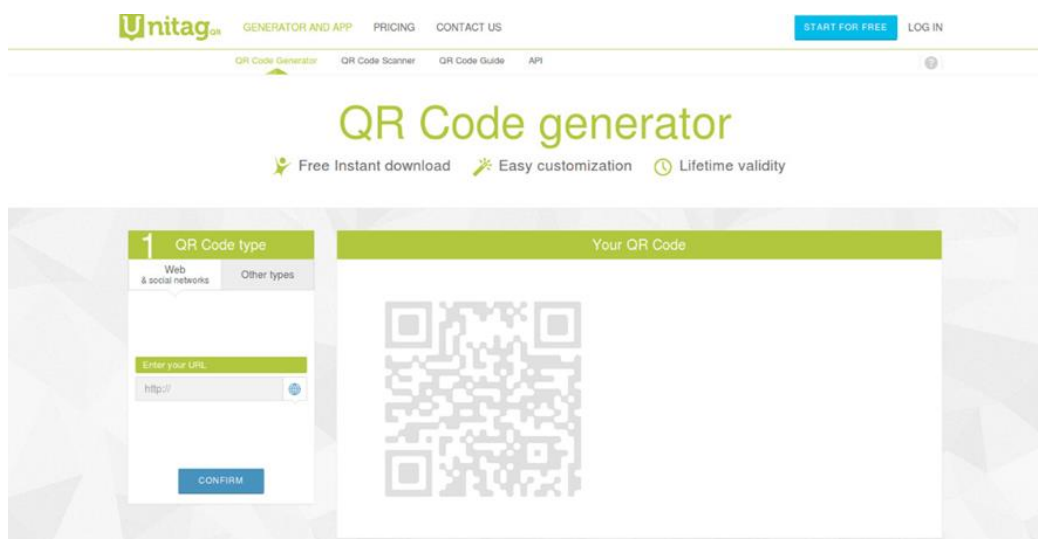 Unitag QR
GENERATOR AND APP PRICING CONTACT US START FOR FREE LOG IN
QR Code Generator QR Code Scanner QR Code Guide API ?
QR Code generator
Free Instant download Easy customization Lifetime validity
1 QR Code type
Web
& social networks
Other types
Enter your URL
http://
CONFIRM
Your QR Code